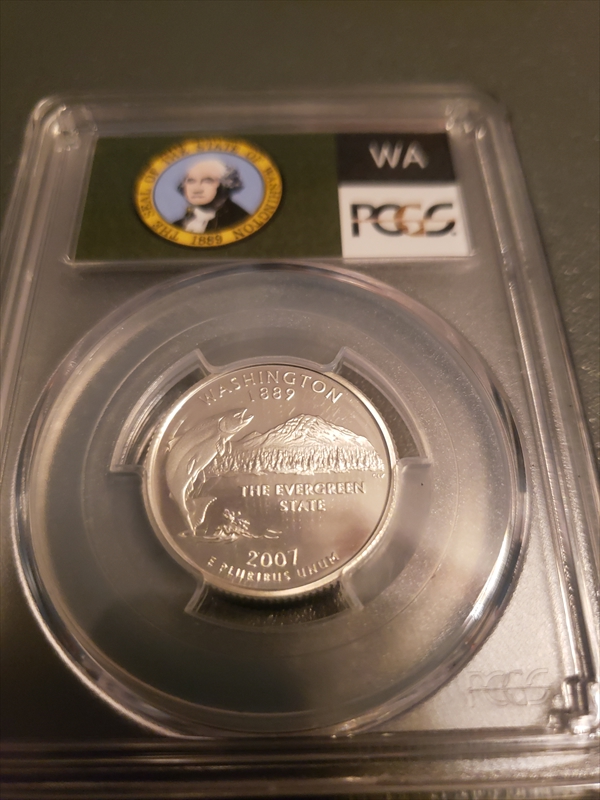 THE SEAL OF THE STATE OF WASHINGTON
1889
WA
PCGS
WASHINGTON
1889
THE EVERGREEN
STATE
2007
E PLURIBUS UNUM
PCGS